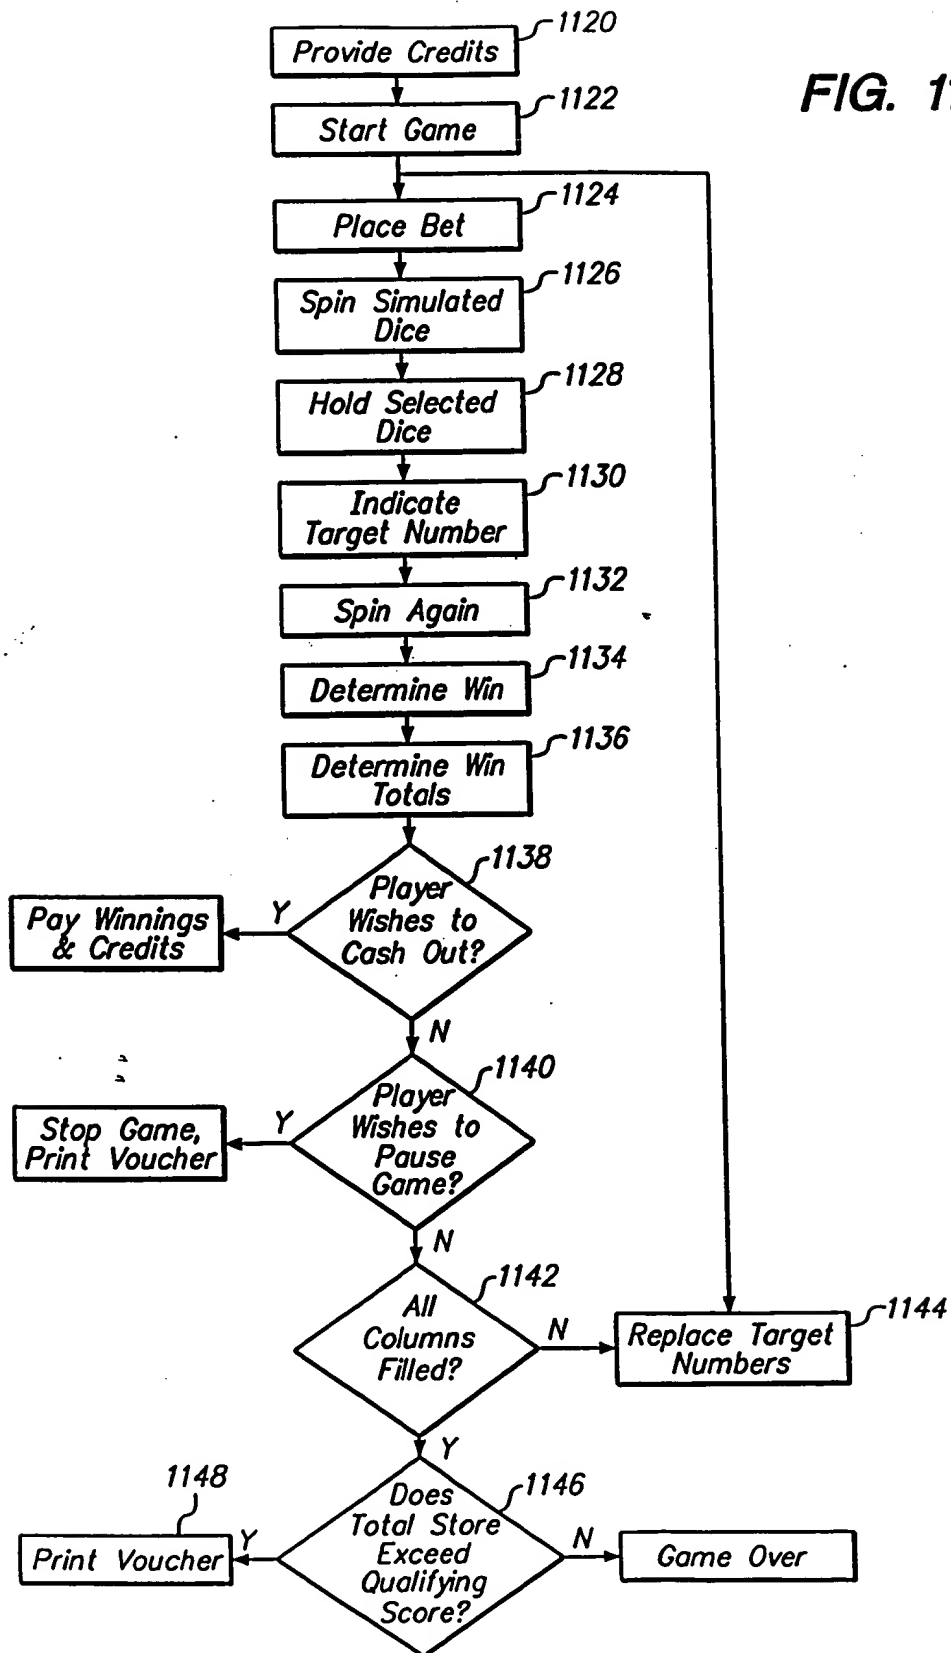 1120
Provide Credits
FIG. 11
1122
Start Game
1124
Place Bet
1126
Spin Simulated
Dice
1128
Hold Selected
Dice
1130
Indicate
Target Number
1132
Spin Again
1134
Determine Win
1136
Determine Win
Totals
1138
Player
Wishes to
Cash Out?
Y
Pay Winnings
& Credits
N
1140
Player
Wishes to
Pause
Game?
Y
Stop Game,
Print Voucher
N
1142
All
Columns
Filled?
N
1144
Replace Target
Numbers
Y
1146
Does
Total Store
Exceed
Qualifying
Score?
1148
Y
Print Voucher
N
Game Over